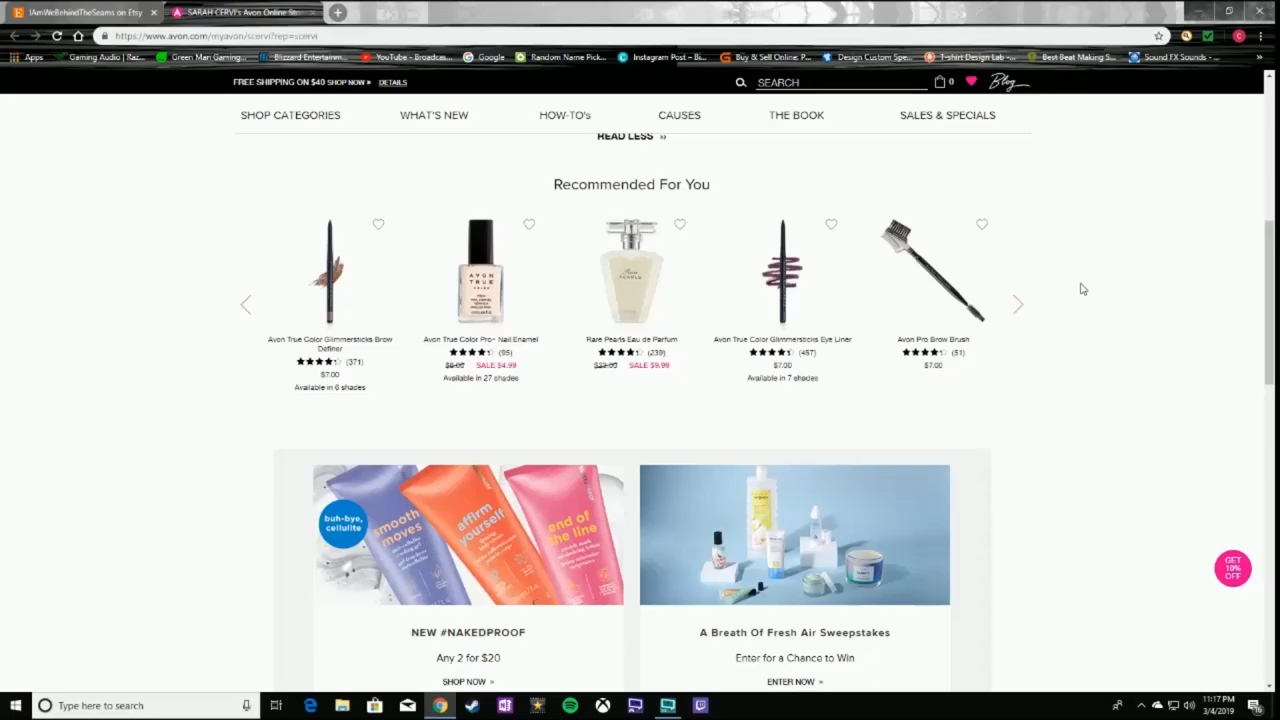 IAmWeBehindTheSeams on Etsy
SARAH CERVI's Avon Online St
https://www.avon.com/myavon/scervi?rep=scervi
Apps
Gaming Audio | Raz...
Green Man Gaming...
Blizzard Entertainm...
YouTube - Broadcas...
Google
Random Name Pick...
Instagram Post – Bi...
Buy & Sell Online: P...
Design Custom Spe...
T-shirt Design Lab -...
Best Beat Making S...
Sound FX Sounds - ...
»
FREE SHIPPING ON $40 SHOP NOW » DETAILS
SEARCH
0
Blog
SHOP CATEGORIES
WHAT'S NEW
HOW-TO's
CAUSES
THE BOOK
SALES & SPECIALS
READ LESS »
Recommended For You
AVON
TRUE
COLOR
Rare
PEARLS
Avon True Color Glimmersticks Brow
Definer
(371)
$7.00
Available in 6 shades
Avon True Color Pro+ Nail Enamel
(95)
$8.00 SALE $4.99
Available in 27 shades
Rare Pearls Eau de Parfum
(239)
$23.00 SALE $9.99
Avon True Color Glimmersticks Eye Liner
(457)
$7.00
Available in 7 shades
Avon Pro Brow Brush
(51)
$7.00
buh-bye,
cellulite
smooth
moves
affirm
yourself
end of
the line
GET
10%
OFF
NEW #NAKEDPROOF
Any 2 for $20
SHOP NOW »
A Breath Of Fresh Air Sweepstakes
Enter for a Chance to Win
ENTER NOW »
Type here to search
11:17 PM
3/4/2019